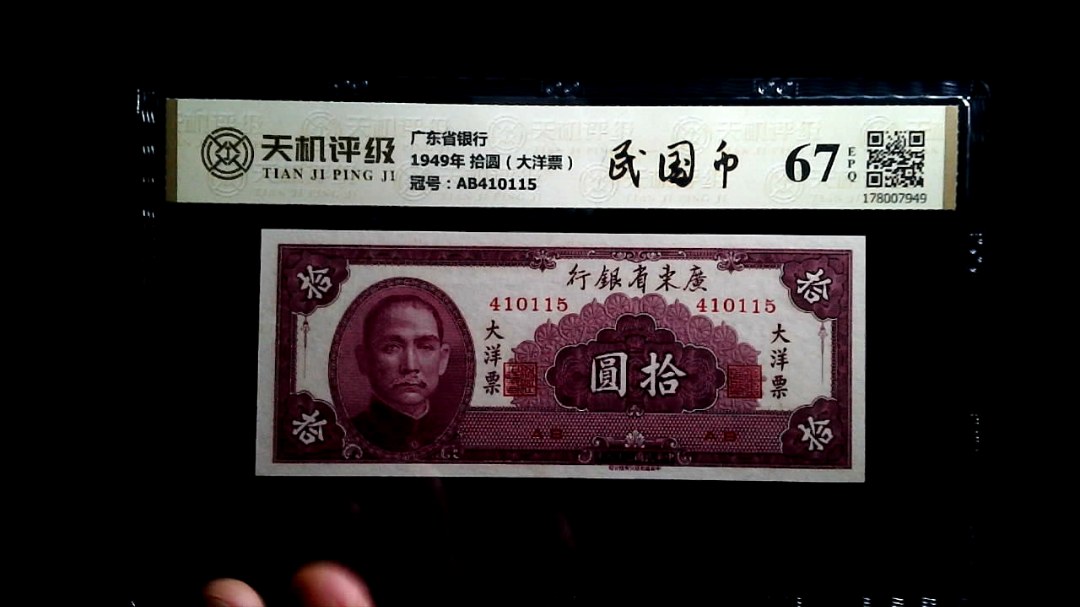 天机评级
TIAN JI PING JI
广东省银行
1949年 拾圆（大洋票）
冠号：AB410115
民国币
67
EPQ
178007949
行銀省東廣
410115
410115
大洋票
大洋票
圓拾
拾
拾
拾
拾
AB
AB